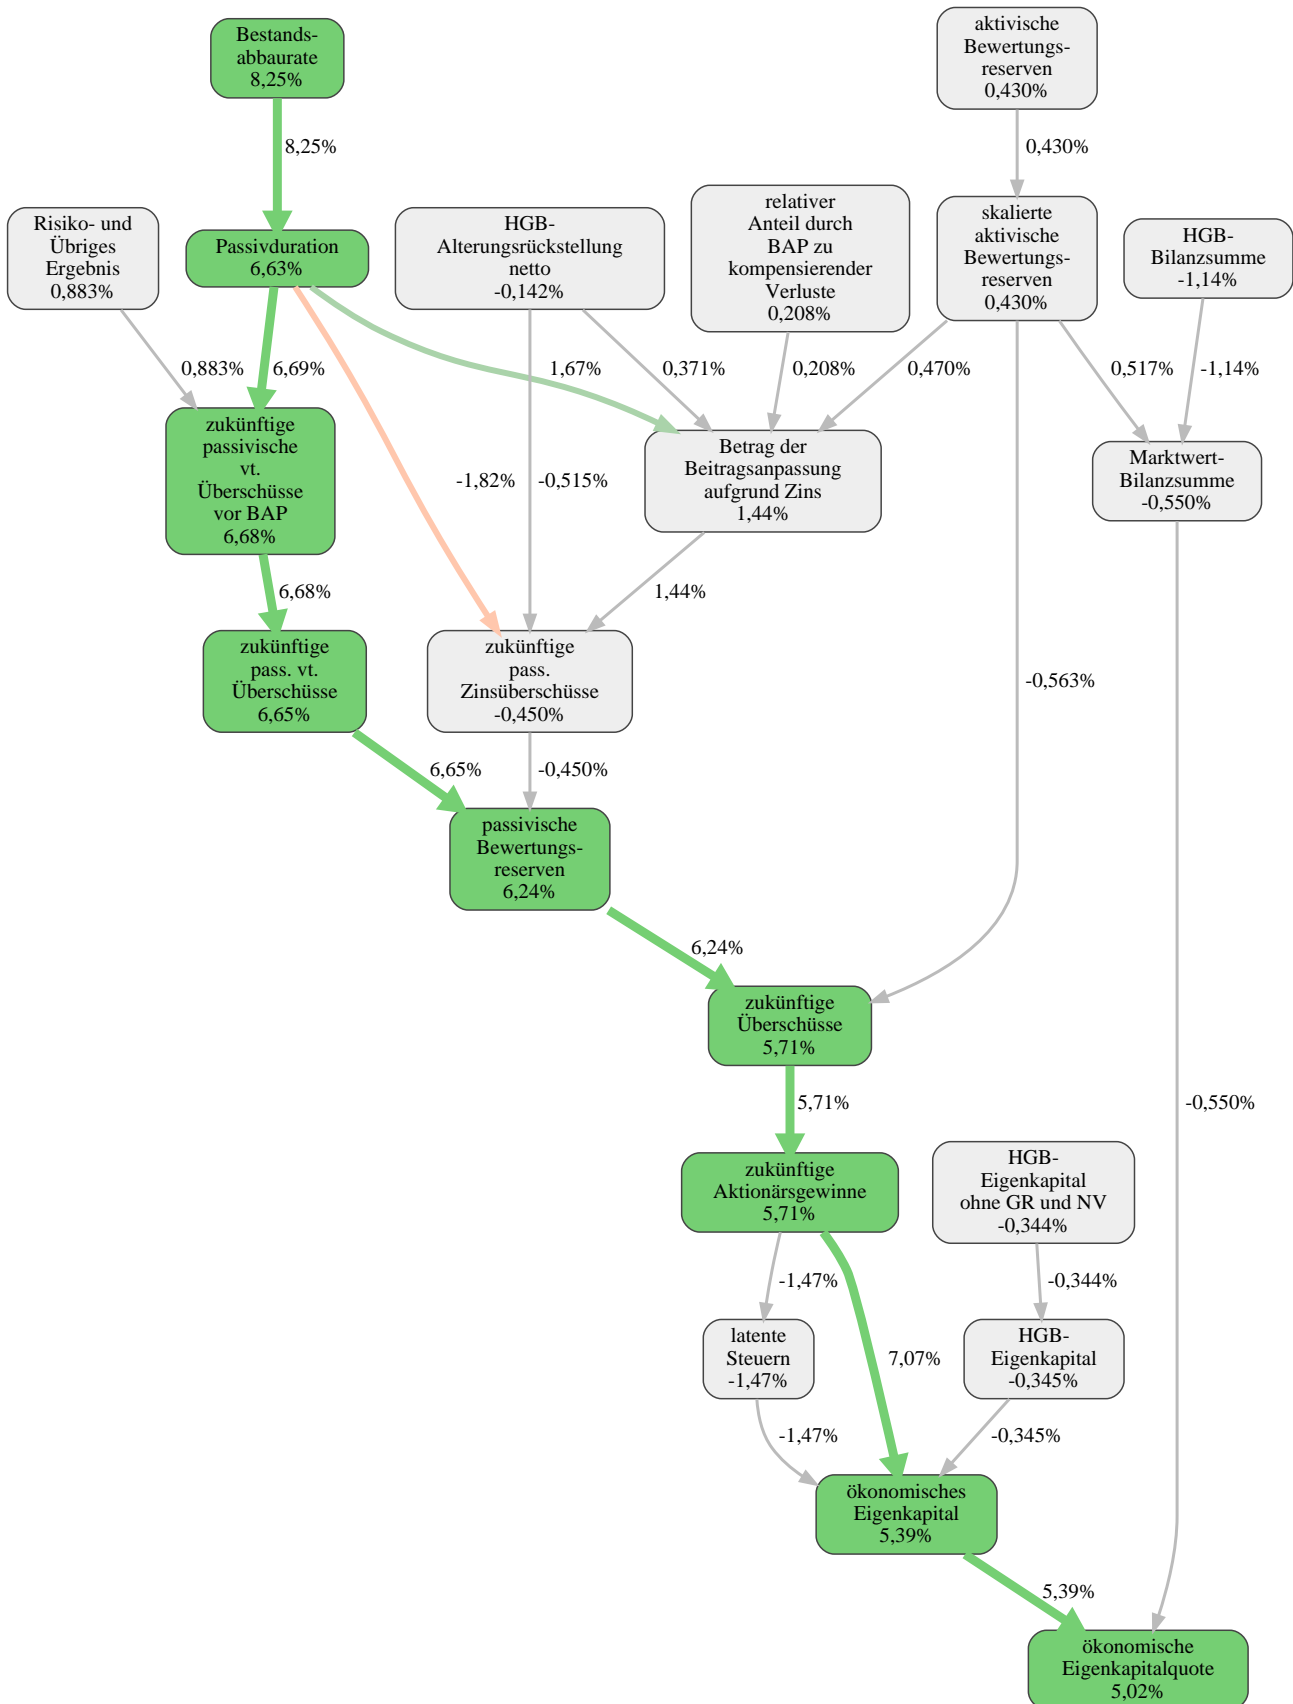 Bestands-
abbaurate
8,25%
aktivische
Bewertungs-
reserven
0,430%
8,25%
0,430%
Risiko- und
Übriges
Ergebnis
0,883%
Passivduration
6,63%
HGB-
Alterungsrückstellung
netto
-0,142%
relativer
Anteil durch
BAP zu
kompensierender
Verluste
0,208%
skalierte
aktivische
Bewertungs-
reserven
0,430%
HGB-
Bilanzsumme
-1,14%
0,883%
6,69%
1,67%
0,371%
0,208%
0,470%
0,517%
-1,14%
zukünftige
passivische
vt.
Überschüsse
vor BAP
6,68%
-1,82%
-0,515%
Betrag der
Beitragsanpassung
aufgrund Zins
1,44%
Marktwert-
Bilanzsumme
-0,550%
6,68%
1,44%
zukünftige
pass. vt.
Überschüsse
6,65%
zukünftige
pass.
Zinsüberschüsse
-0,450%
-0,563%
6,65%
-0,450%
passivische
Bewertungs-
reserven
6,24%
6,24%
zukünftige
Überschüsse
5,71%
5,71%
-0,550%
zukünftige
Aktionärsgewinne
5,71%
HGB-
Eigenkapital
ohne GR und NV
-0,344%
-1,47%
-0,344%
latente
Steuern
-1,47%
7,07%
HGB-
Eigenkapital
-0,345%
-1,47%
-0,345%
ökonomisches
Eigenkapital
5,39%
5,39%
ökonomische
Eigenkapitalquote
5,02%